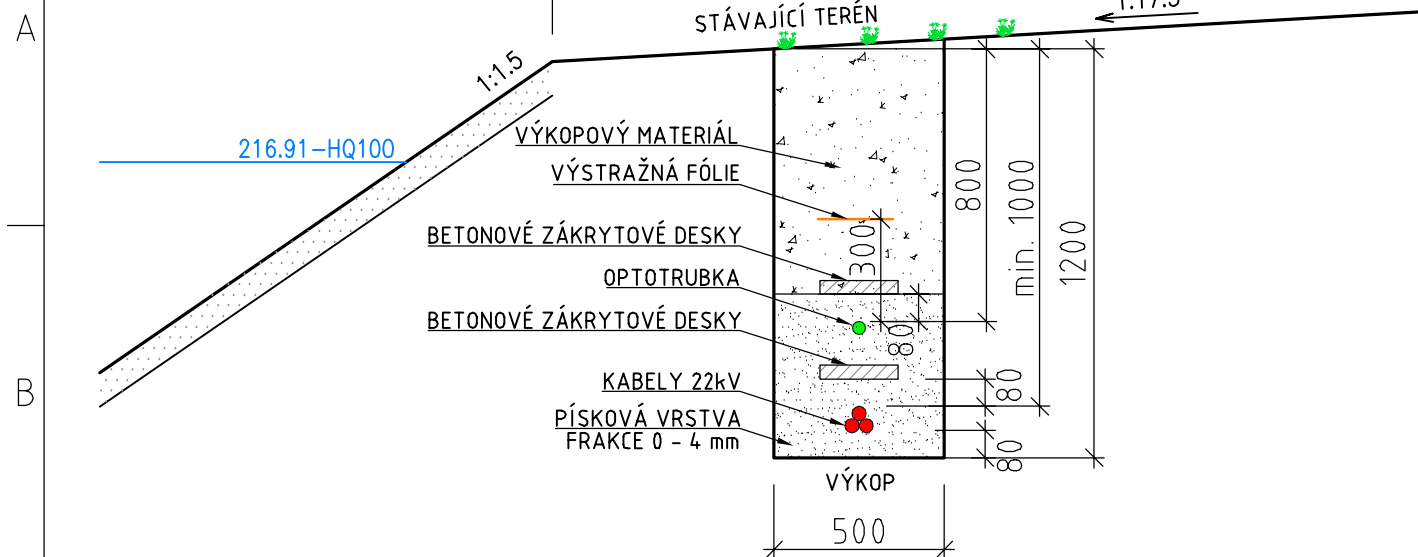 A
STÁVAJÍCÍ TERÉN
1:1.5
216.91-HQ100
VÝKOPOVÝ MATERIÁL
VÝSTRAŽNÁ FÓLIE
BETONOVÉ ZÁKRYTOVÉ DESKY
OPTOTRUBKA
BETONOVÉ ZÁKRYTOVÉ DESKY
KABELY 22kV
PÍSKOVÁ VRSTVA
FRAKCE 0 - 4 mm
300
80
800
min. 1000
1200
80
80
B
VÝKOP
500